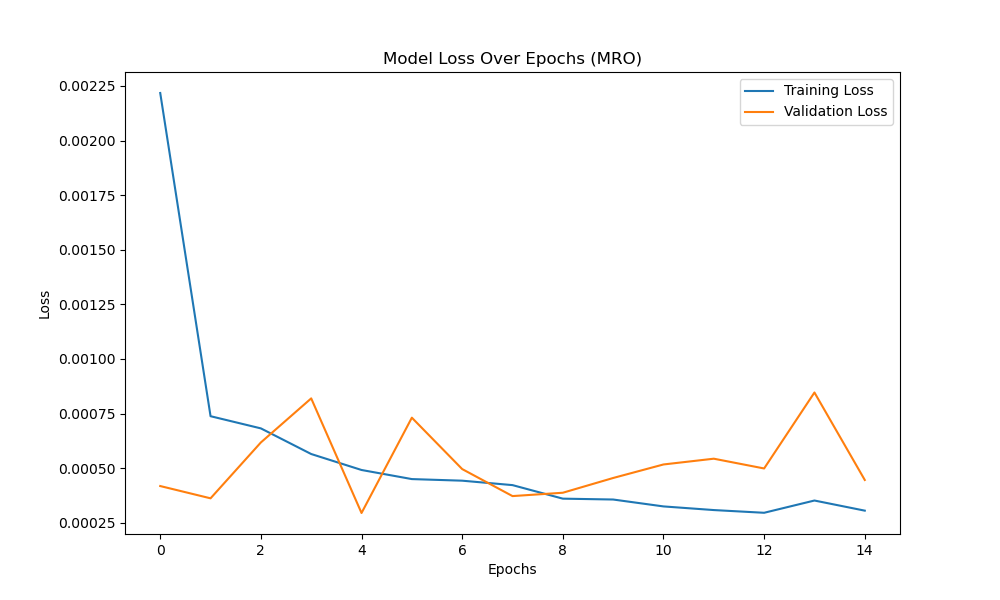 Model Loss Over Epochs (MRO)
Training Loss
Validation Loss
0.00225
0.00200
0.00175
0.00150
0.00125
0.00100
0.00075
0.00050
0.00025
Loss
0 2 4 6 8 10 12 14
Epochs